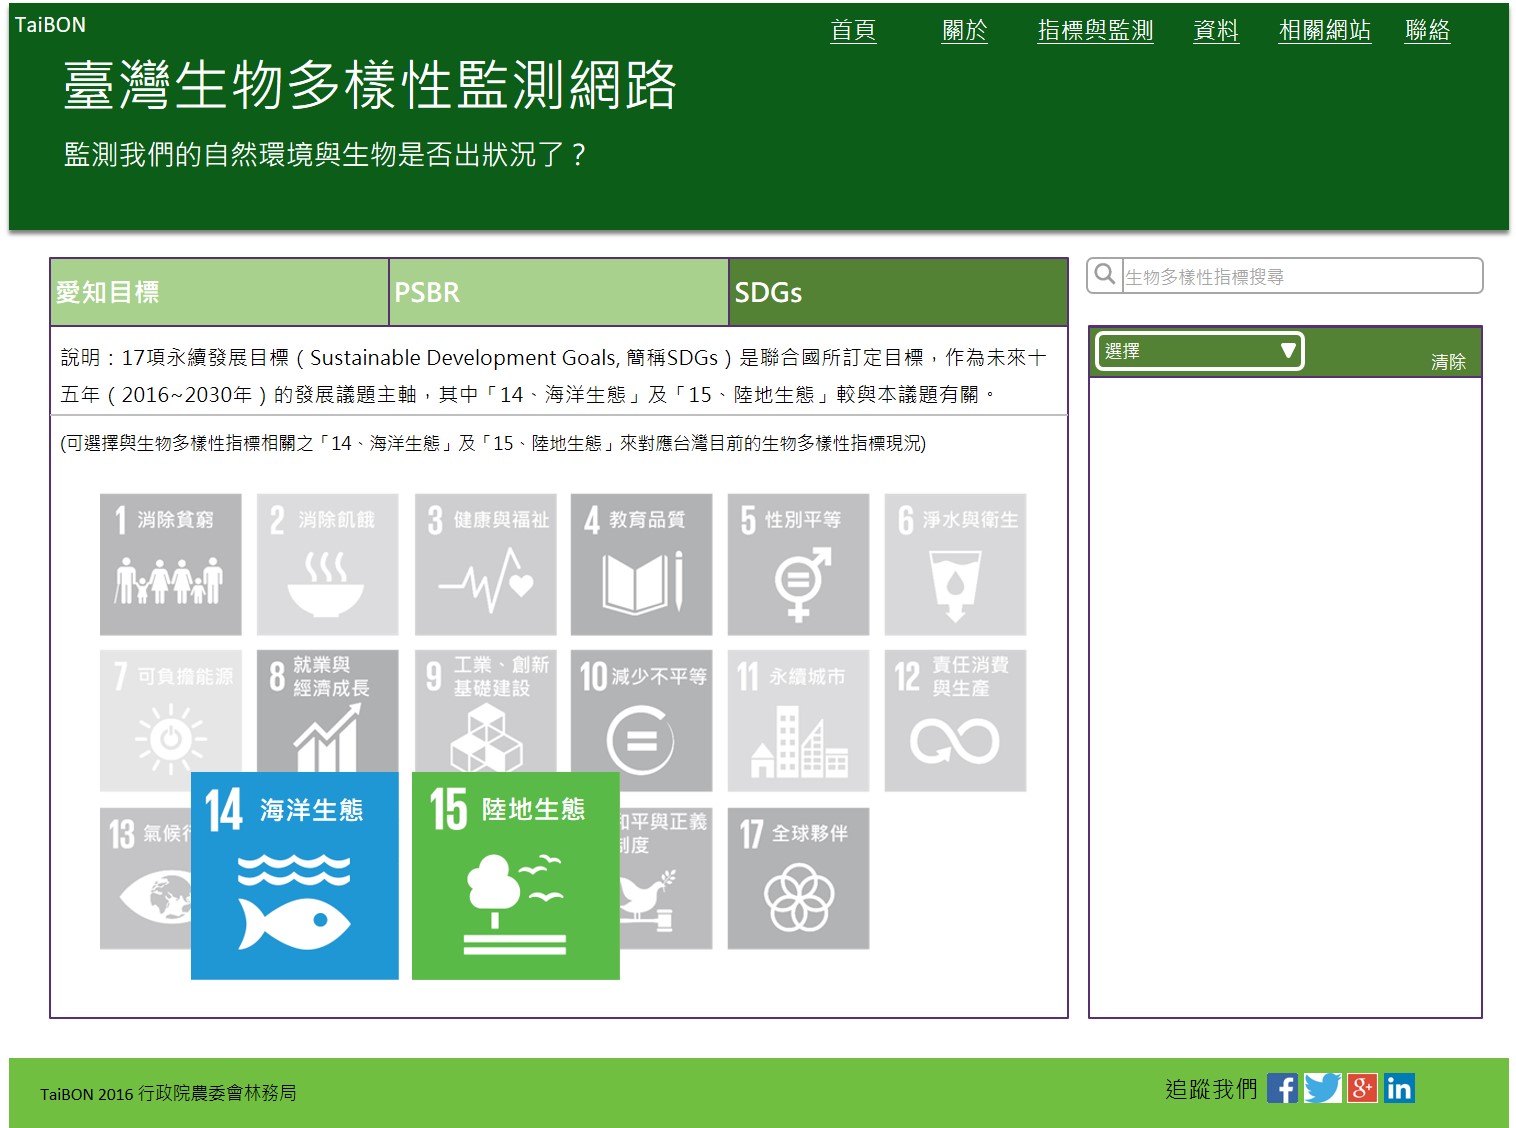 TaiBON
首頁
關於
指標與監測
資料
相關網站
聯絡
臺灣生物多樣性監測網路
監測我們的自然環境與生物是否出狀況了？
愛知目標
PSBR
SDGs
生物多樣性指標搜尋
說明：17項永續發展目標（Sustainable Development Goals, 簡稱SDGs）是聯合國所訂定目標，作為未來十
五年（2016~2030年）的發展議題主軸，其中「14、海洋生態」及「15、陸地生態」較與本議題有關。
選擇
清除
(可選擇與生物多樣性指標相關之「14、海洋生態」及「15、陸地生態」來對應台灣目前的生物多樣性指標現況)
1 消除貧窮
2 消除飢餓
3 健康與福祉
4 教育品質
5 性別平等
6 淨水與衛生
7 可負擔能源
8 就業與
經濟成長
9 工業、創新
基礎建設
10 減少不平等
11 永續城市
12 責任消費
與生產
13 氣候
14 海洋生態
15 陸地生態
平與正義
制度
17 全球夥伴
TaiBON 2016 行政院農委會林務局
追蹤我們
f
g+
in